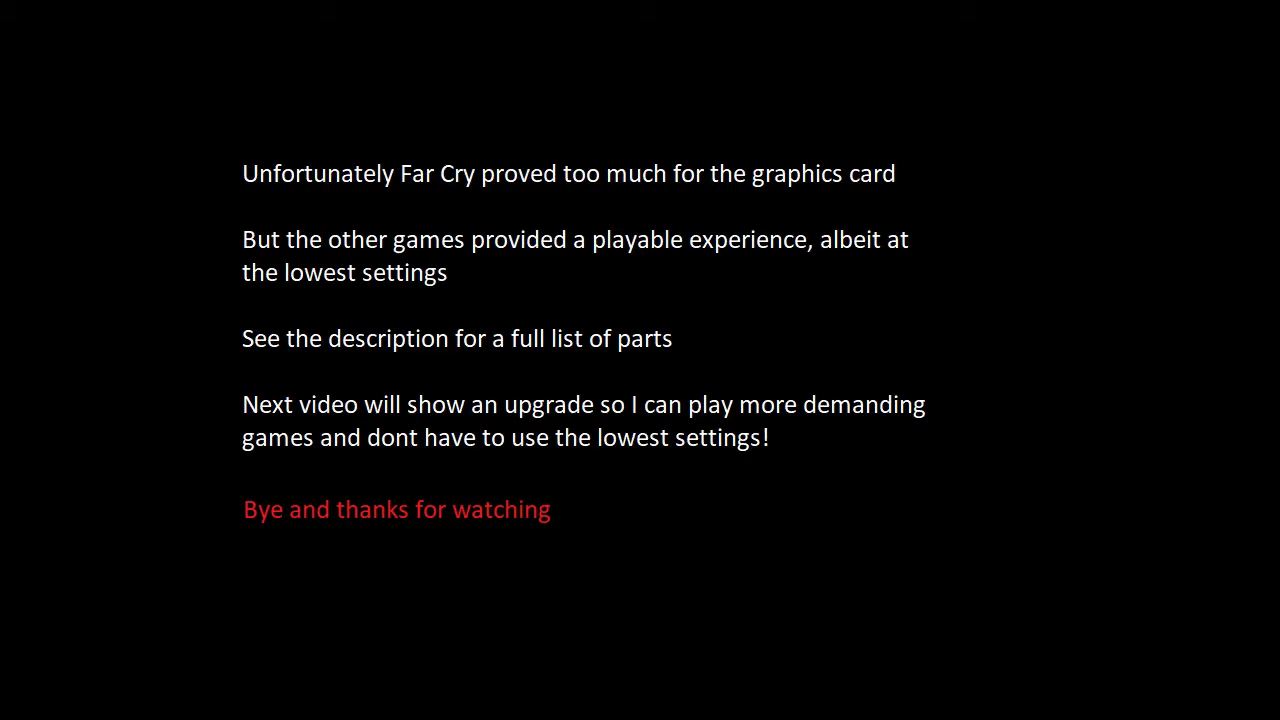 Unfortunately Far Cry proved too much for the graphics card
But the other games provided a playable experience, albeit at
the lowest settings
See the description for a full list of parts
Next video will show an upgrade so I can play more demanding
games and dont have to use the lowest settings!
Bye and thanks for watching